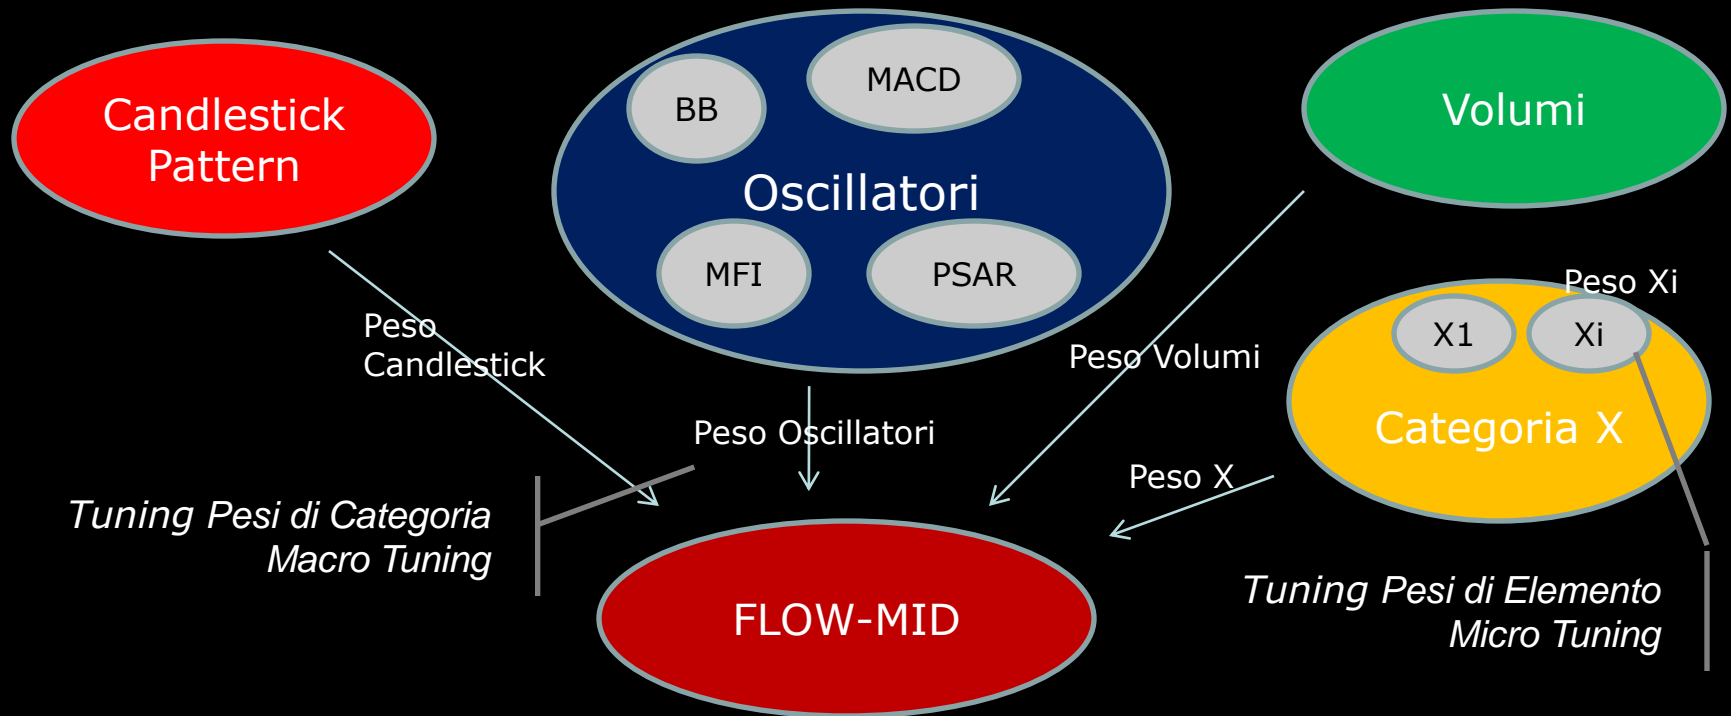 Candlestick
Pattern
BB
MACD
Oscillatori
MFI
PSAR
Volumi
Peso Xi
X1
Xi
Categoria X
Peso
Candlestick
Peso Volumi
Peso Oscillatori
Peso X
Tuning Pesi di Categoria
Macro Tuning
FLOW-MID
Tuning Pesi di Elemento
Micro Tuning